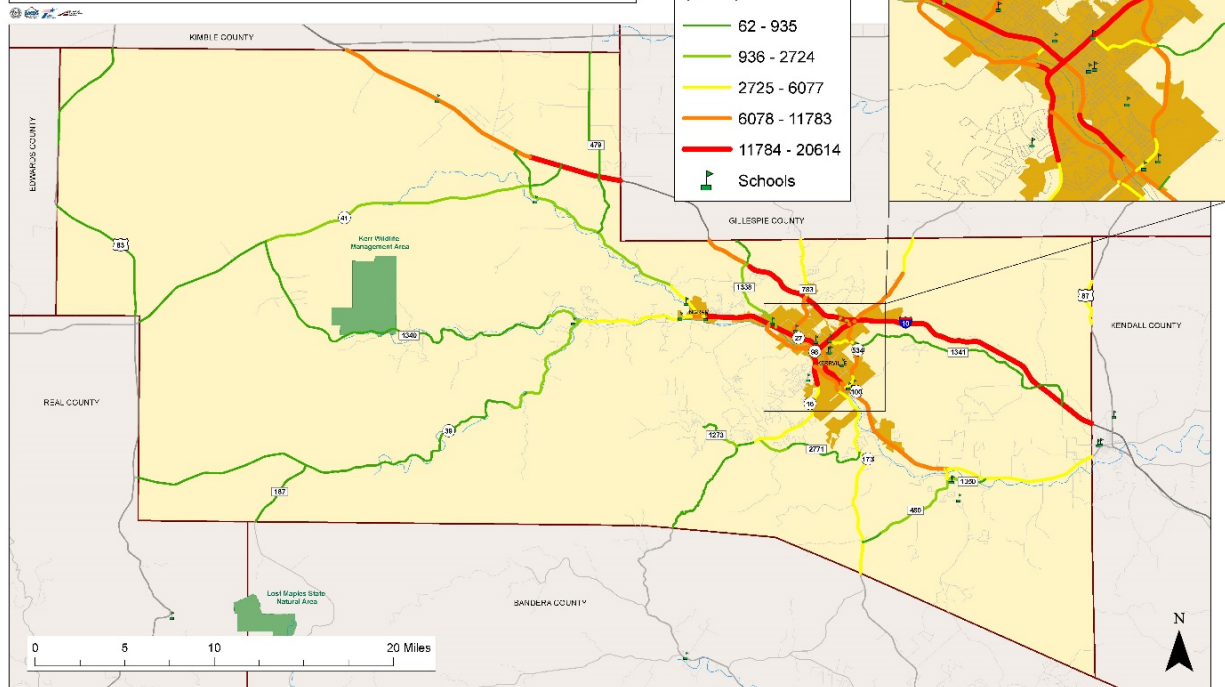 62 - 935
936 - 2724
2725 - 6077
6078 - 11783
11784 - 20614
Schools
KIMBLE COUNTY
EDWARDS COUNTY
479
GILLESPIE COUNTY
41
83
Kerr Wildlife
Management Area
1338
783
87
10
KENDALL COUNTY
1340
27
98
534
1341
KERRVILLE
REAL COUNTY
16
100
39
1273
2771
173
187
1350
480
Lost Maples State
Natural Area
BANDERA COUNTY
N
0 5 10 20 Miles